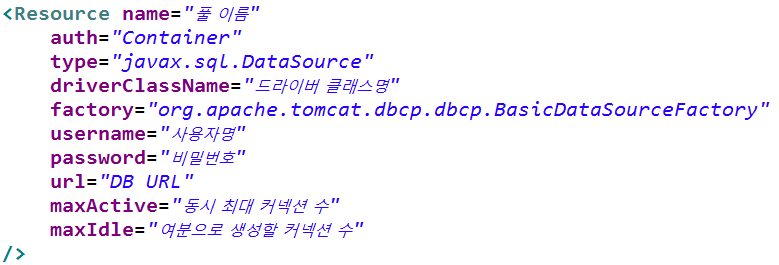 <Resource name="풀 이름"
auth="Container"
type="javax.sql.DataSource"
driverClassName="드라이버 클래스명"
factory="org.apache.tomcat.dbcp.dbcp.BasicDataSourceFactory"
username="사용자명"
password="비밀번호"
url="DB URL"
maxActive="동시 최대 커넥션 수"
maxIdle="여분으로 생성할 커넥션 수"
/>